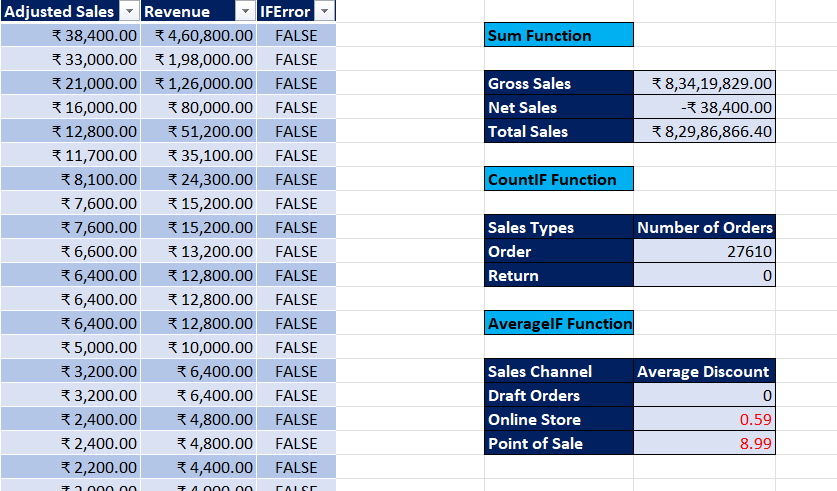 Adjusted Sales Revenue IFError
₹ 38,400.00 ₹ 4,60,800.00 FALSE Sum Function
₹ 33,000.00 ₹ 1,98,000.00 FALSE
₹ 21,000.00 ₹ 1,26,000.00 FALSE Gross Sales ₹ 8,34,19,829.00
₹ 16,000.00 ₹ 80,000.00 FALSE Net Sales -₹ 38,400.00
₹ 12,800.00 ₹ 51,200.00 FALSE Total Sales ₹ 8,29,86,866.40
₹ 11,700.00 ₹ 35,100.00 FALSE
₹ 8,100.00 ₹ 24,300.00 FALSE CountIF Function
₹ 7,600.00 ₹ 15,200.00 FALSE
₹ 7,600.00 ₹ 15,200.00 FALSE Sales Types Number of Orders
₹ 6,600.00 ₹ 13,200.00 FALSE Order 27610
₹ 6,400.00 ₹ 12,800.00 FALSE Return 0
₹ 6,400.00 ₹ 12,800.00 FALSE
₹ 6,400.00 ₹ 12,800.00 FALSE AverageIF Function
₹ 5,000.00 ₹ 10,000.00 FALSE
₹ 3,200.00 ₹ 6,400.00 FALSE Sales Channel Average Discount
₹ 3,200.00 ₹ 6,400.00 FALSE Draft Orders 0
₹ 2,400.00 ₹ 4,800.00 FALSE Online Store 0.59
₹ 2,400.00 ₹ 4,800.00 FALSE Point of Sale 8.99
₹ 2,200.00 ₹ 4,400.00 FALSE
₹ 2,000.00 ₹ 4,000.00 FALSE